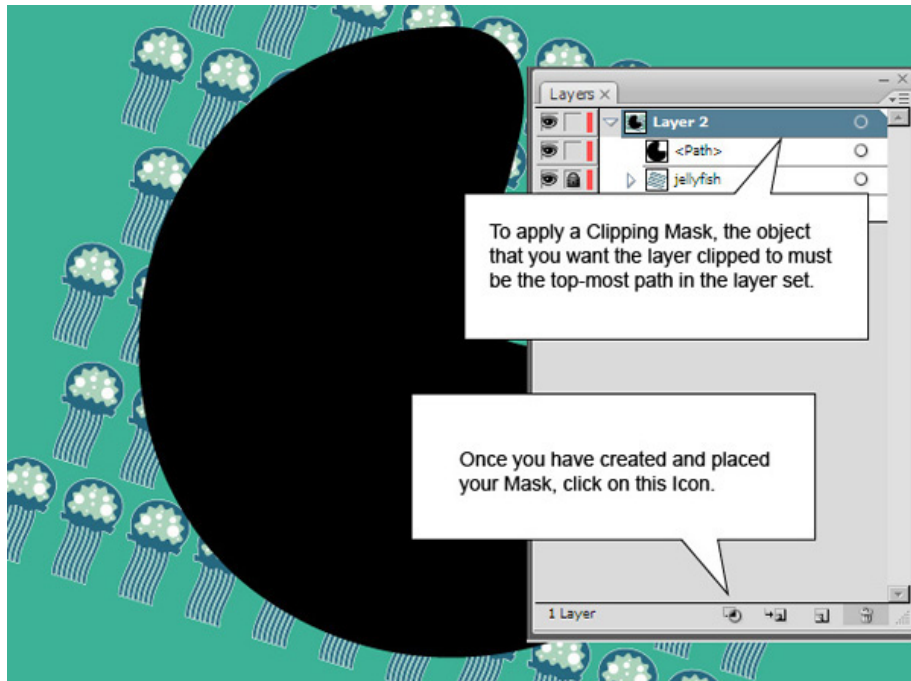 Layers ×
Layer 2
<Path>
jellyfish
To apply a Clipping Mask, the object
that you want the layer clipped to must
be the top-most path in the layer set.
Once you have created and placed
your Mask, click on this Icon.
1 Layer